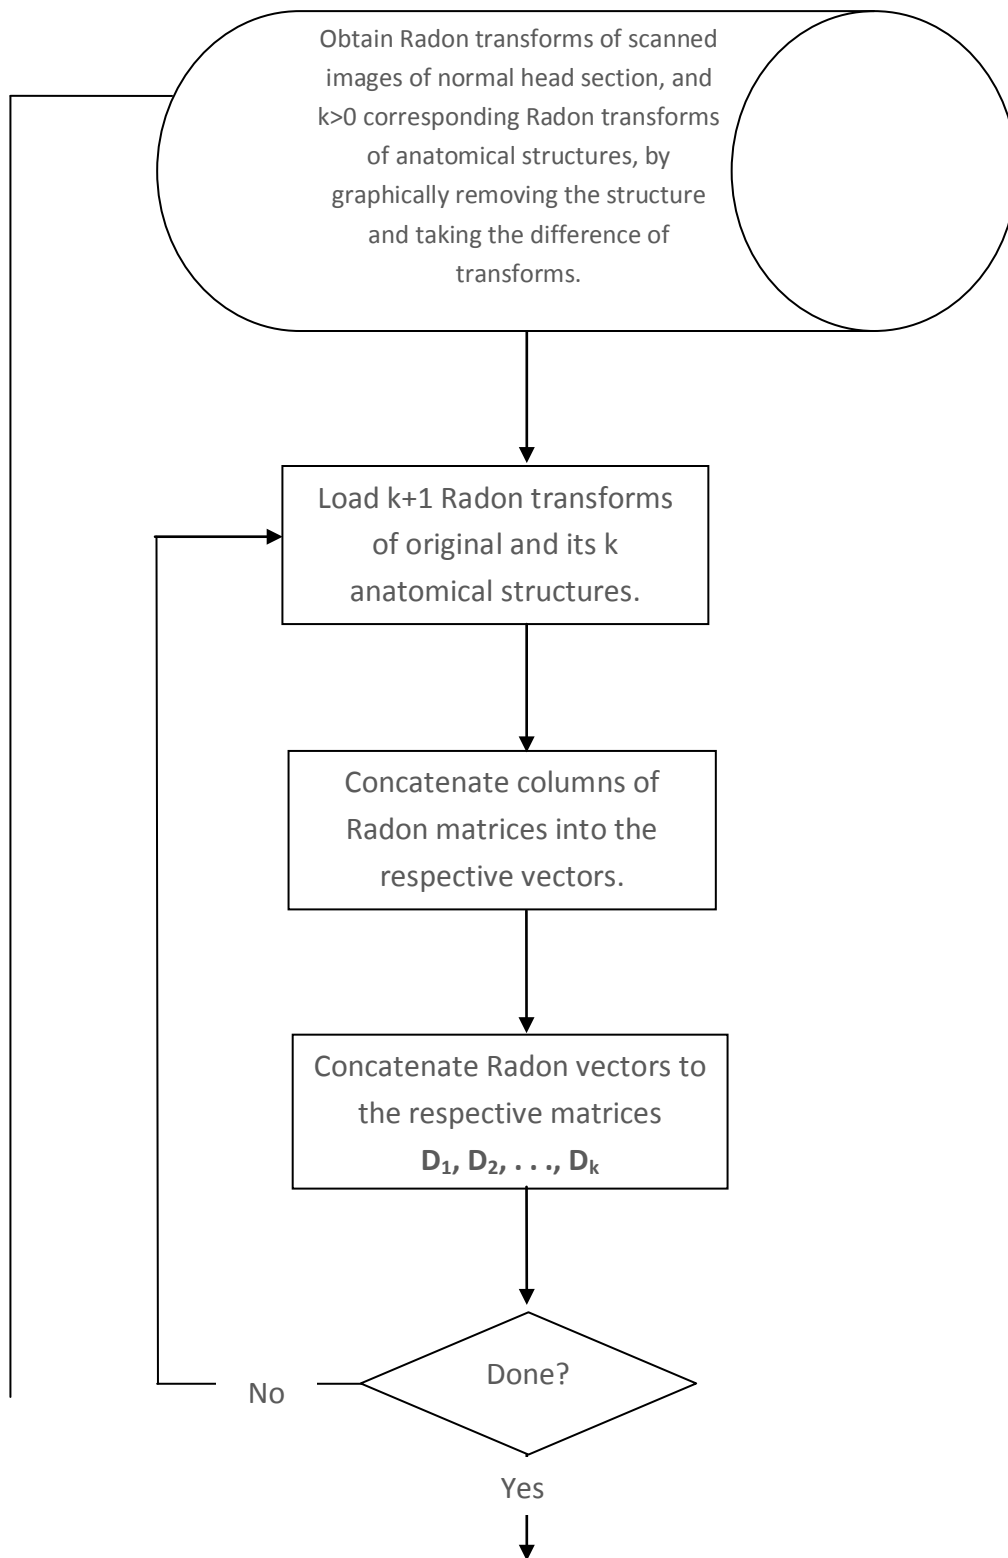 Obtain Radon transforms of scanned
images of normal head section, and
k>0 corresponding Radon transforms
of anatomical structures, by
graphically removing the structure
and taking the difference of
transforms.
Load k+1 Radon transforms
of original and its k
anatomical structures.
Concatenate columns of
Radon matrices into the
respective vectors.
Concatenate Radon vectors to
the respective matrices
D₁, D₂, . . ., Dₖ
Done?
No
Yes